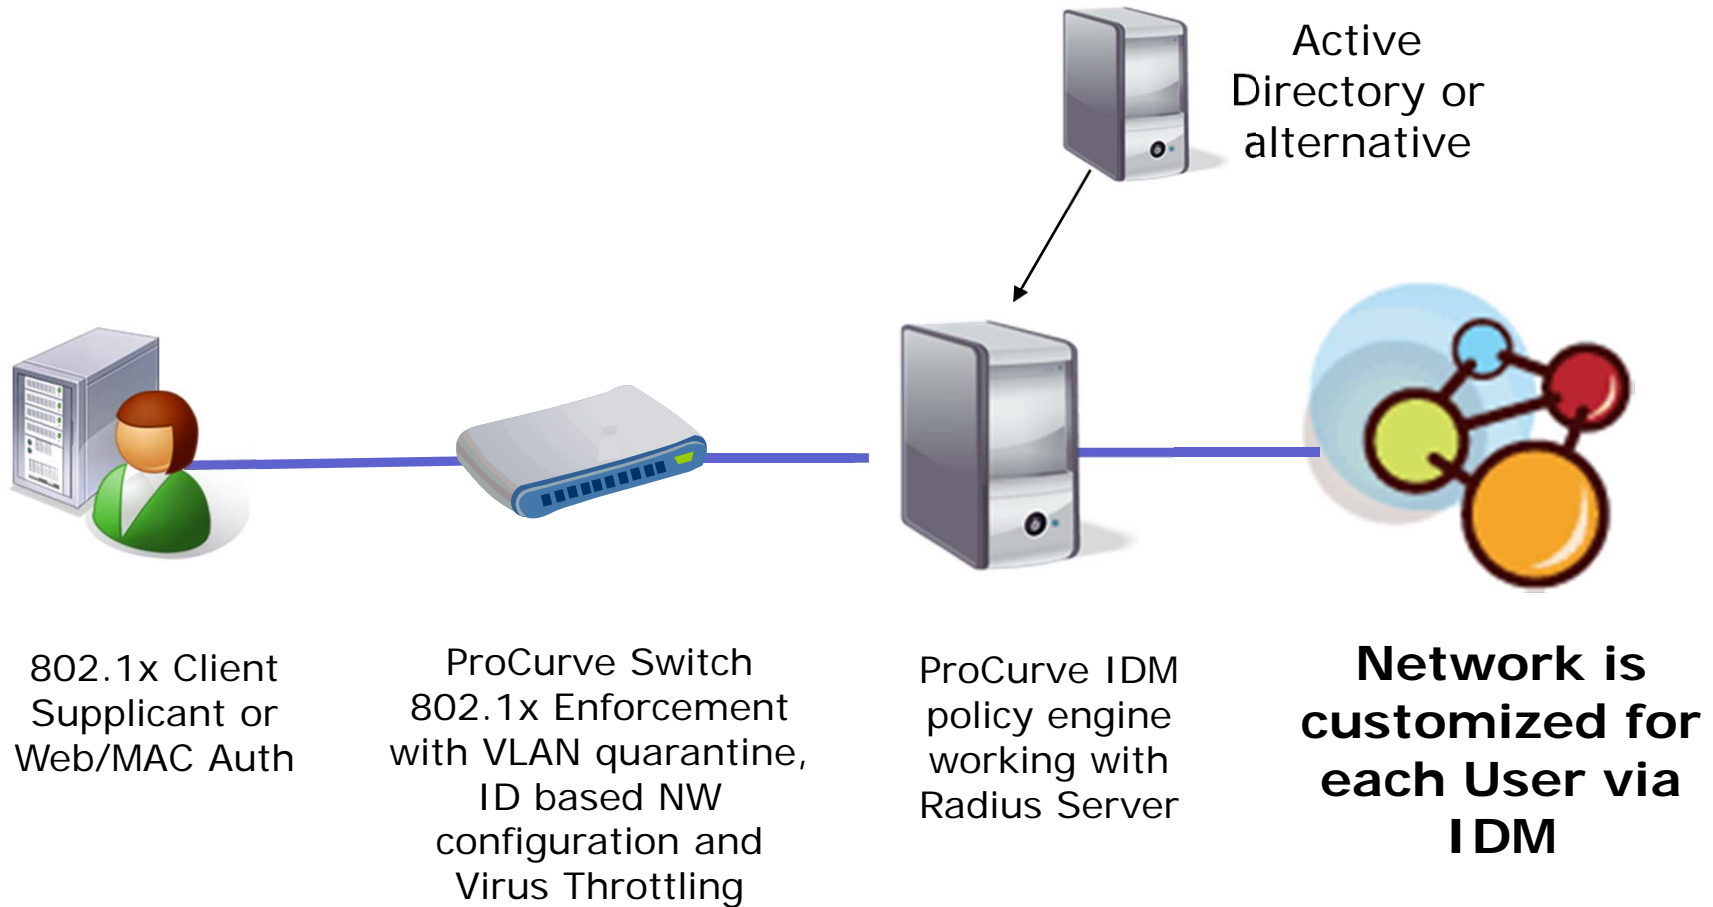 Active
Directory or
alternative
802.1x Client
Supplicant or
Web/MAC Auth
ProCurve Switch
802.1x Enforcement
with VLAN quarantine,
ID based NW
configuration and
Virus Throttling
ProCurve IDM
policy engine
working with
Radius Server
Network is
customized for
each User via
IDM